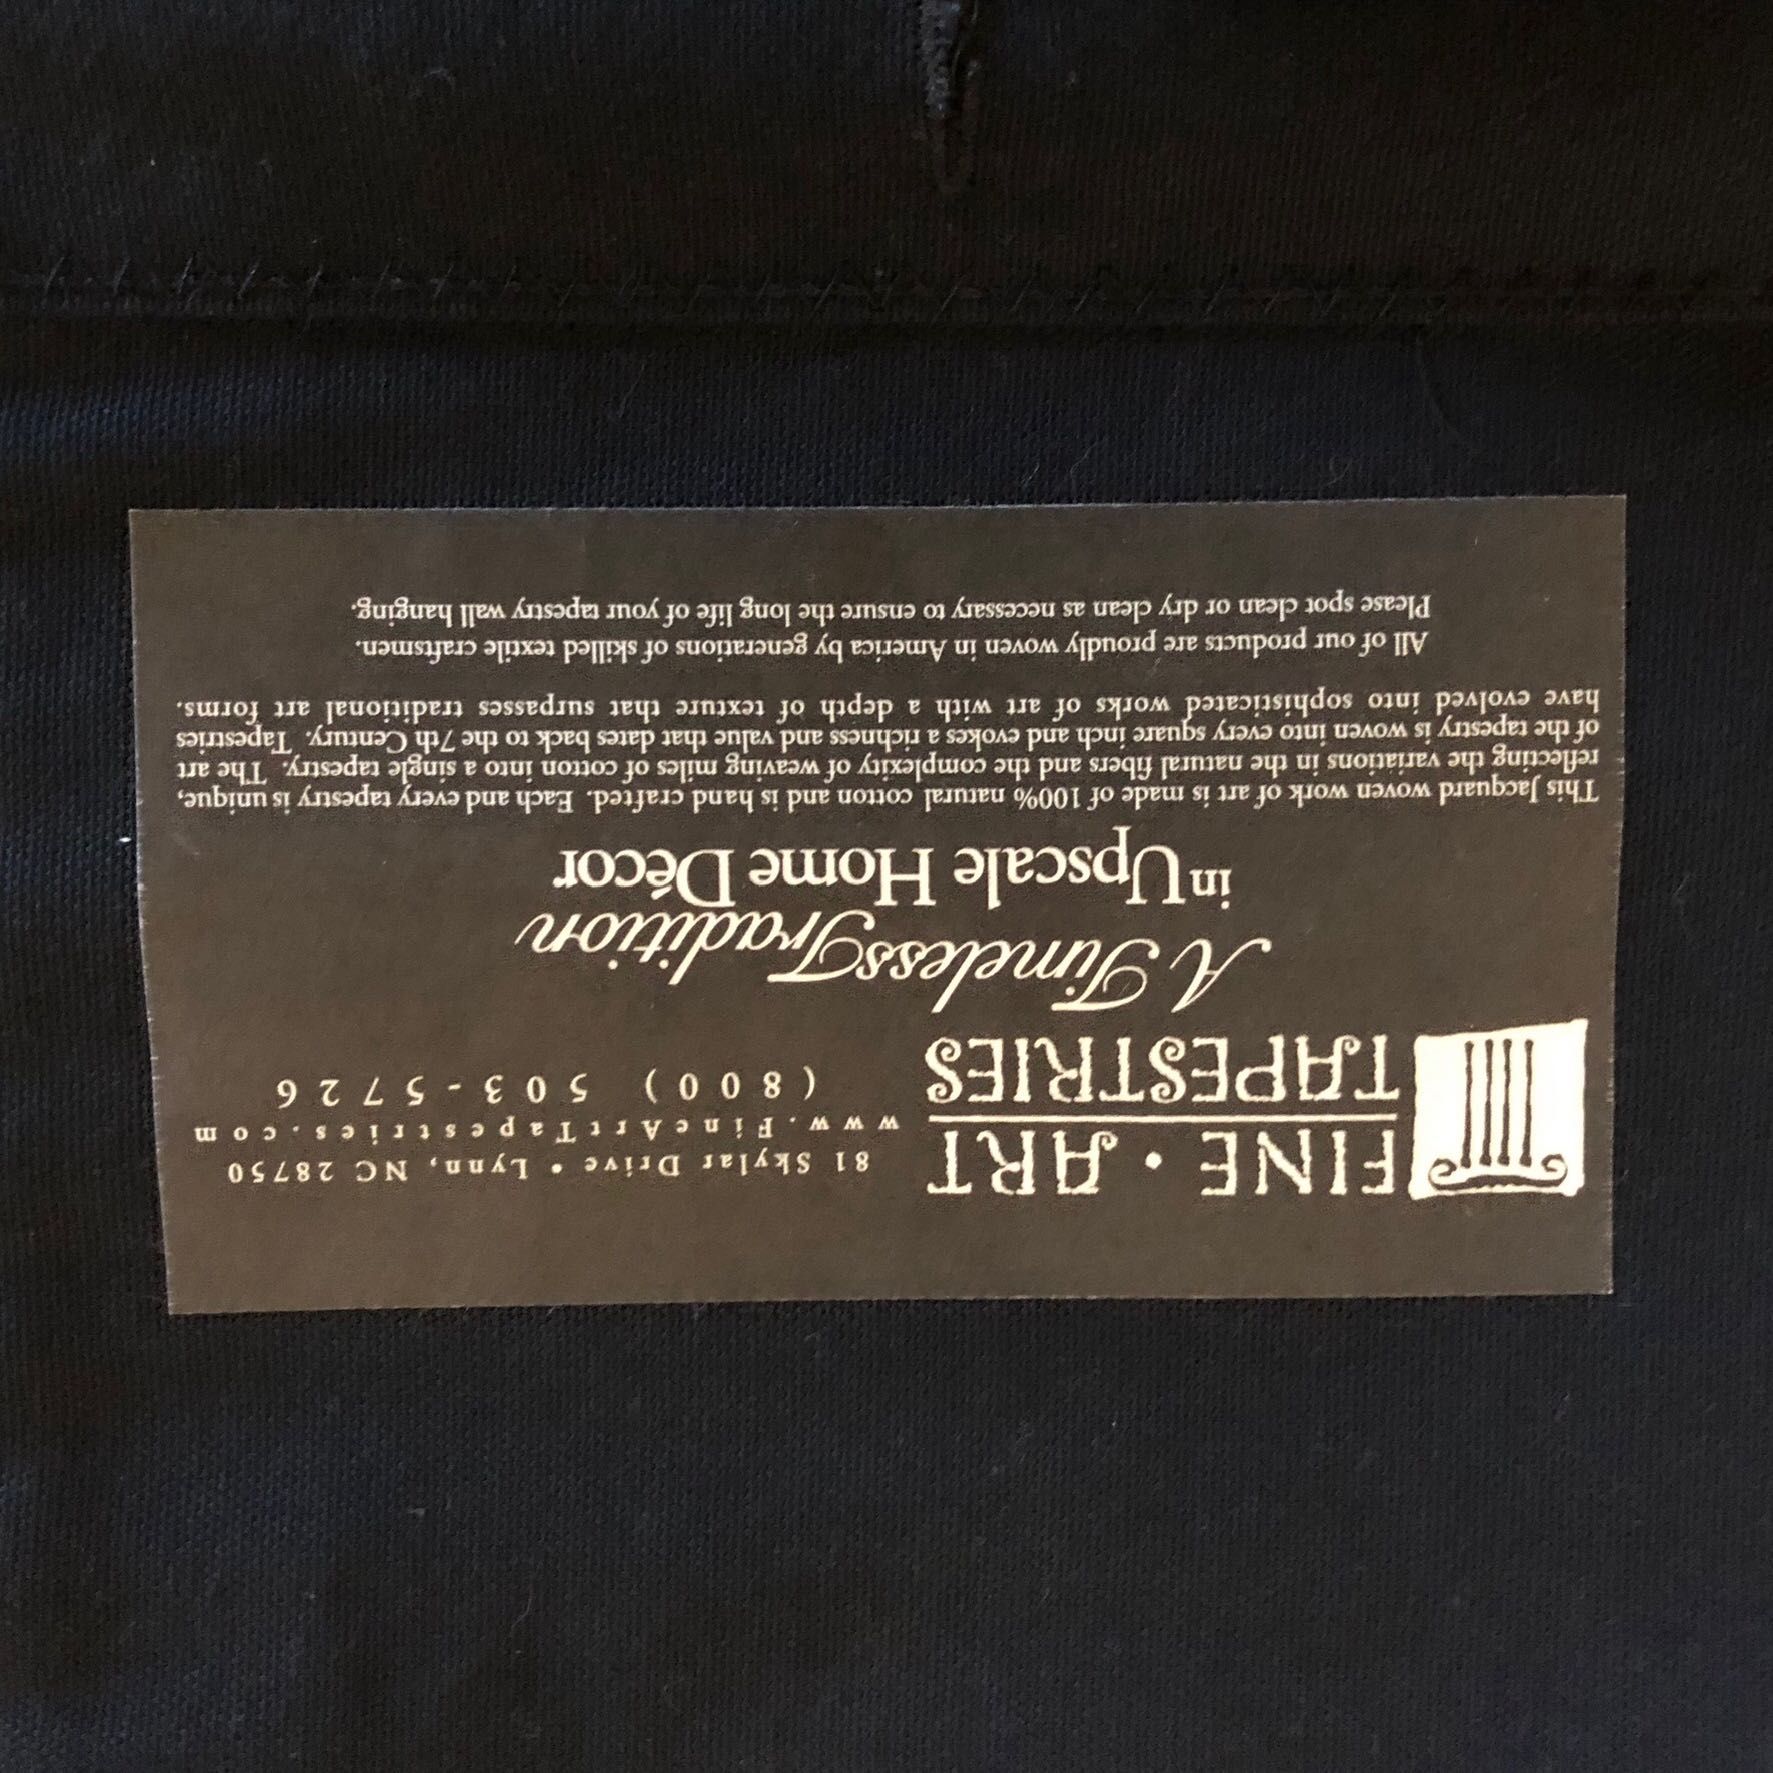 FINE • ART
TAPESTRIES
81 Skylar Drive • Lynn, NC 28750
www.FineArtTapestries.com
(800) 503-5726
A Timeless Tradition
in Upscale Home Décor
This Jacquard woven work of art is made of 100% natural cotton and is hand crafted. Each and every tapestry is unique,
reflecting the variations in the natural fibers and the complexity of weaving miles of cotton into a single tapestry. The art
of the tapestry is woven into every square inch and evokes a richness and value that dates back to the 7th Century. Tapestries
have evolved into sophisticated works of art with a depth of texture that surpasses traditional art forms.
All of our products are proudly woven in America by generations of skilled textile craftsmen.
Please spot clean or dry clean as necessary to ensure the long life of your tapestry wall hanging.